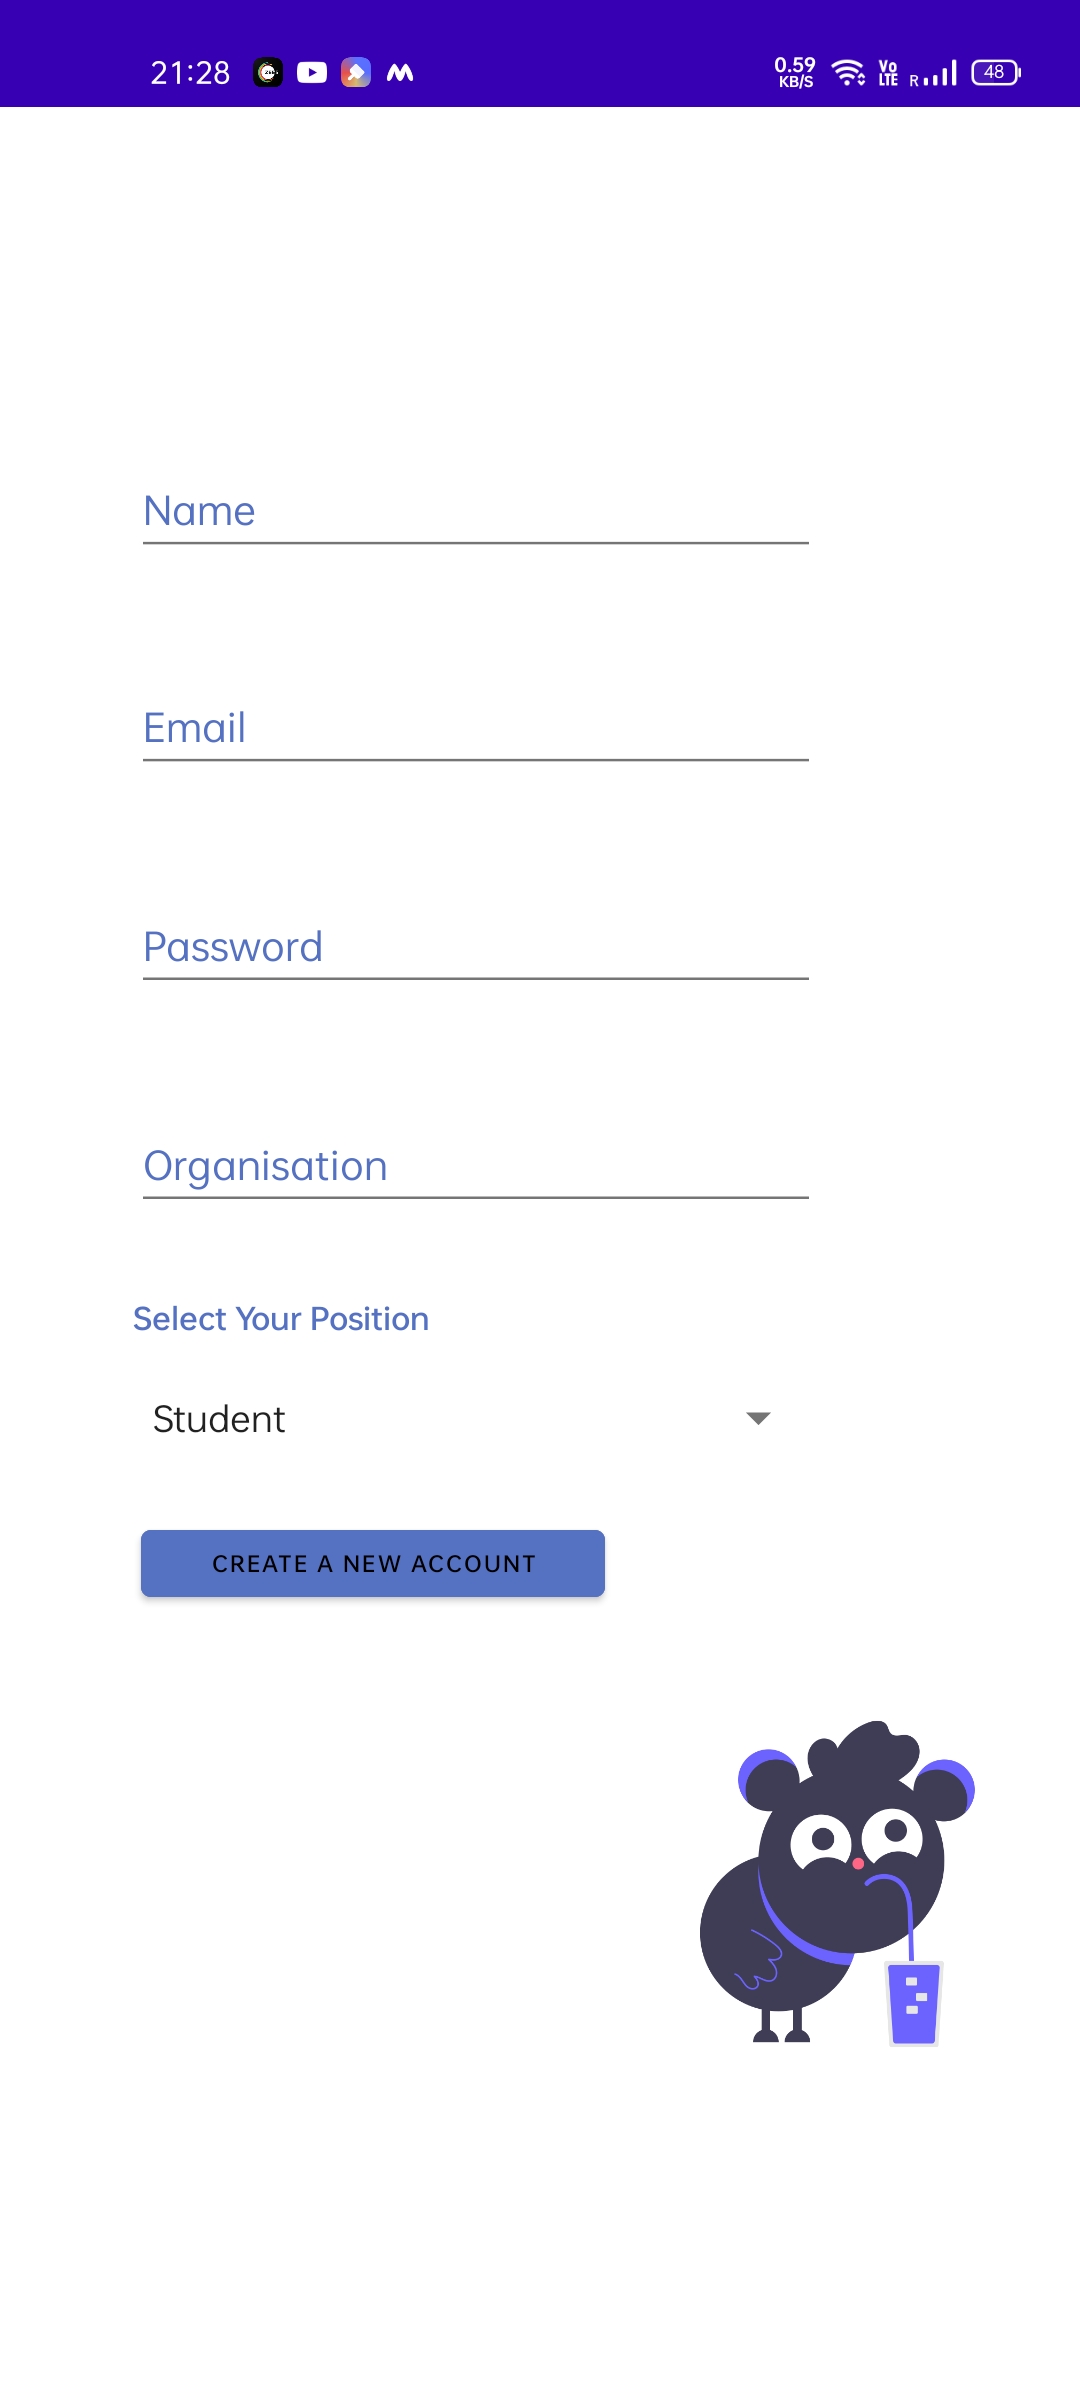 21:28 0.59 KB/S Vo LTE R 48
Name
Email
Password
Organisation
Select Your Position
Student
CREATE A NEW ACCOUNT